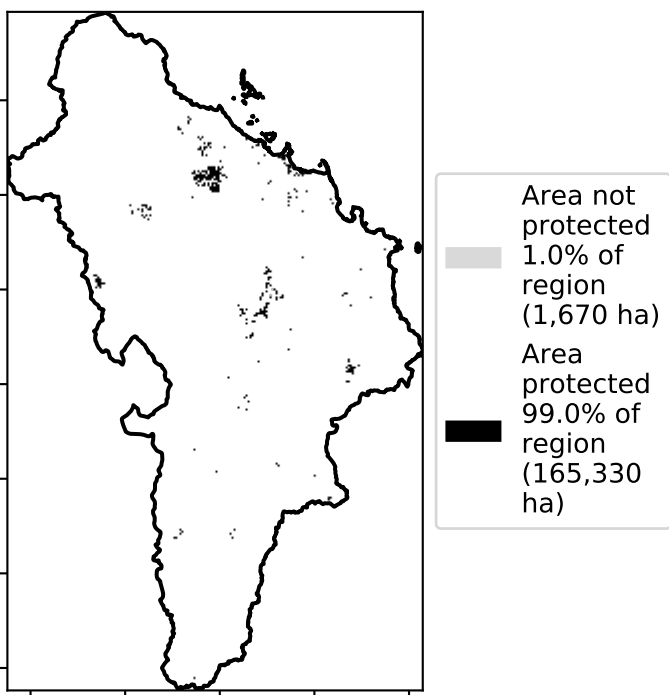 Area not
protected
1.0% of
region
(1,670 ha)
Area
protected
99.0% of
region
(165,330
ha)